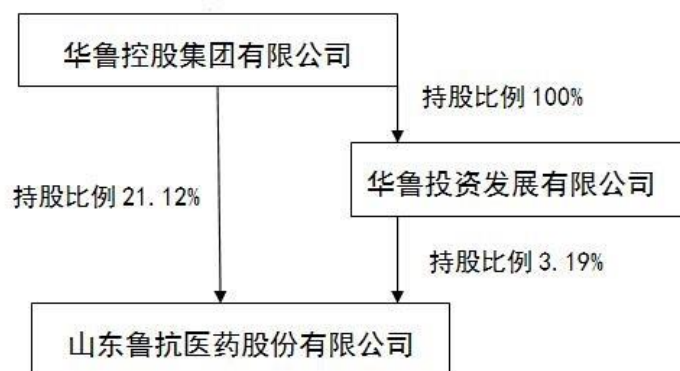 华鲁控股集团有限公司
持股比例 100%
华鲁投资发展有限公司
持股比例 21.12%
持股比例 3.19%
山东鲁抗医药股份有限公司